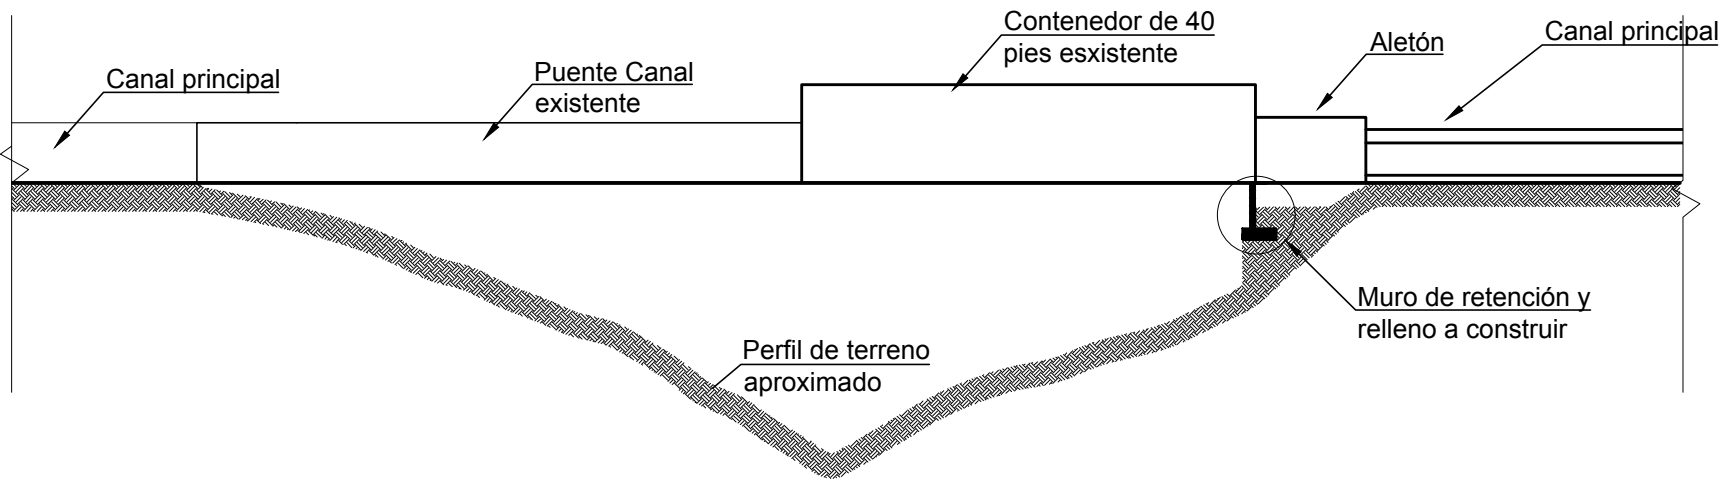 Canal principal
Puente Canal
existente
Contenedor de 40
pies esxistente
Aletón
Canal principal
Muro de retención y
relleno a construir
Perfil de terreno
aproximado